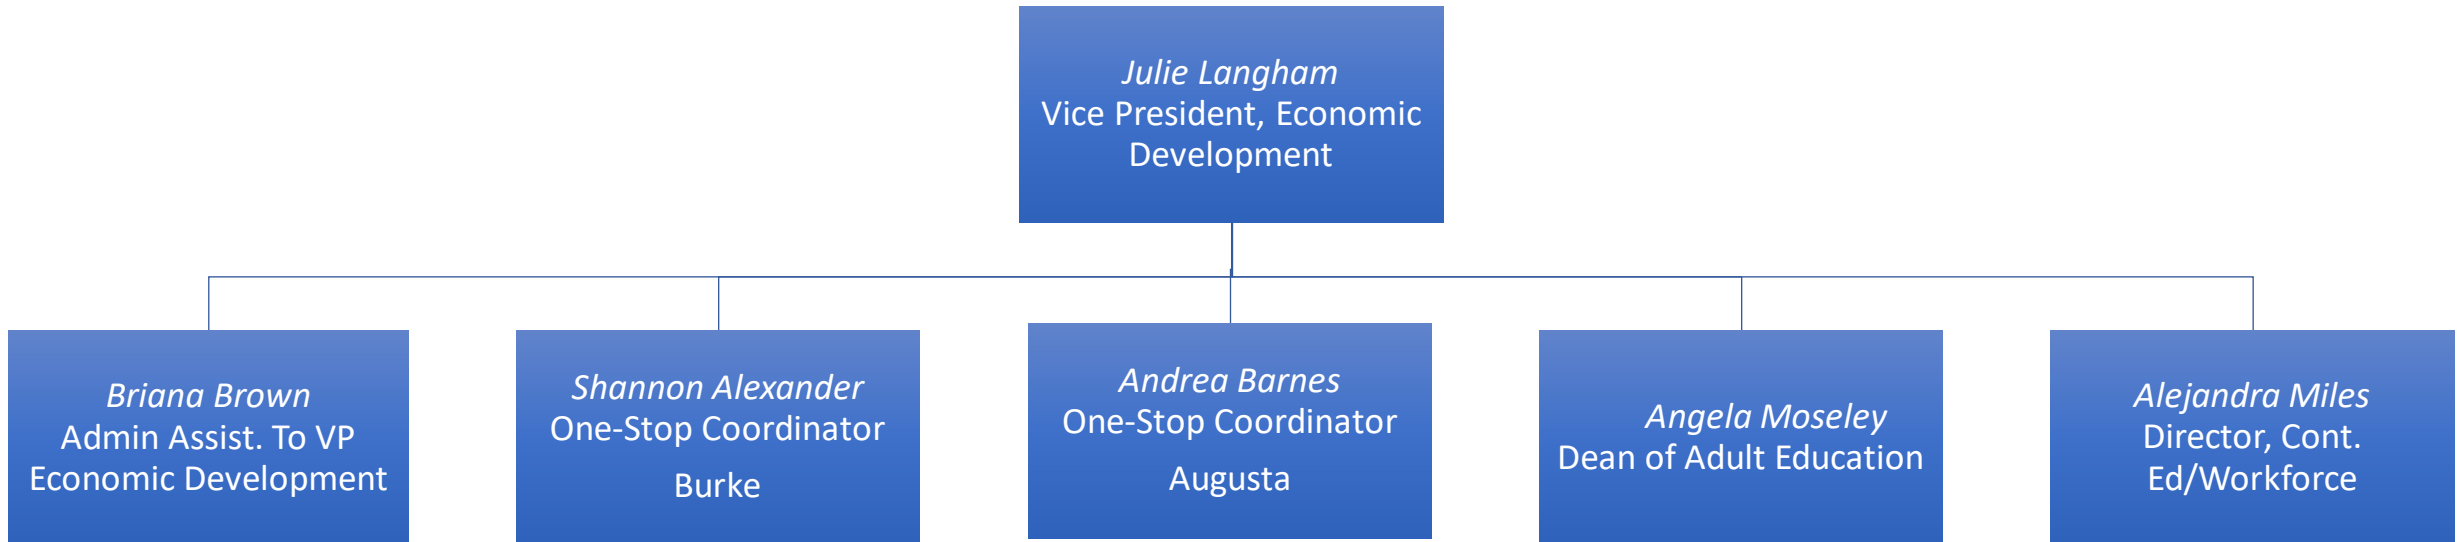 Julie Langham
Vice President, Economic
Development
Briana Brown
Admin Assist. To VP
Economic Development
Shannon Alexander
One-Stop Coordinator
Burke
Andrea Barnes
One-Stop Coordinator
Augusta
Angela Moseley
Dean of Adult Education
Alejandra Miles
Director, Cont.
Ed/Workforce